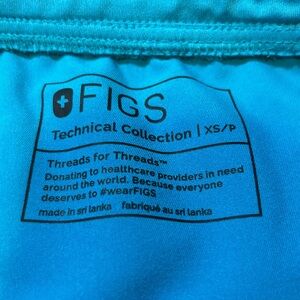 FIGS
Technical Collection | XS/P
Threads for Threads™
Donating to healthcare providers in need
around the world. Because everyone
deserves to #wearFIGS
made in sri lanka fabriqué au sri lanka